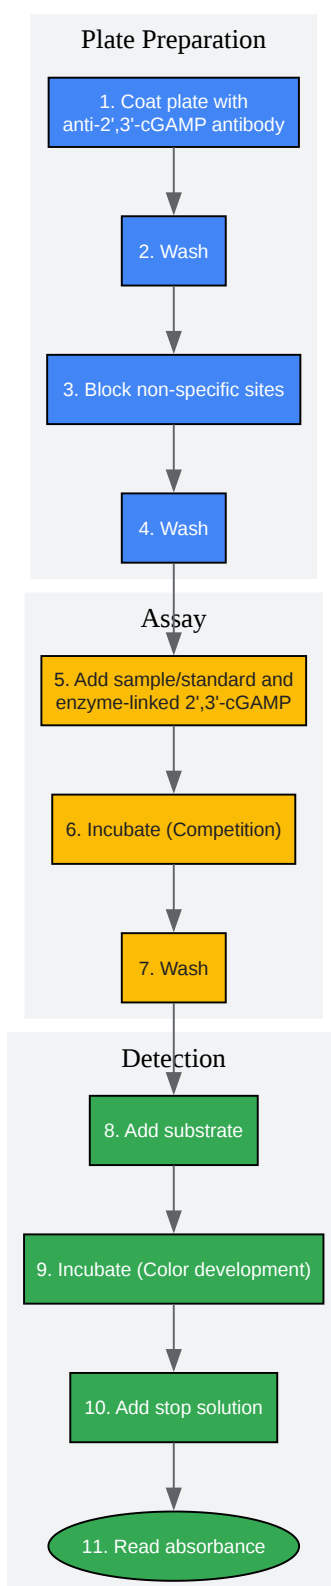 Plate Preparation
1. Coat plate with
anti-2',3'-cGAMP antibody
2. Wash
3. Block non-specific sites
4. Wash
Assay
5. Add sample/standard and
enzyme-linked 2',3'-cGAMP
6. Incubate (Competition)
7. Wash
Detection
8. Add substrate
9. Incubate (Color development)
10. Add stop solution
11. Read absorbance